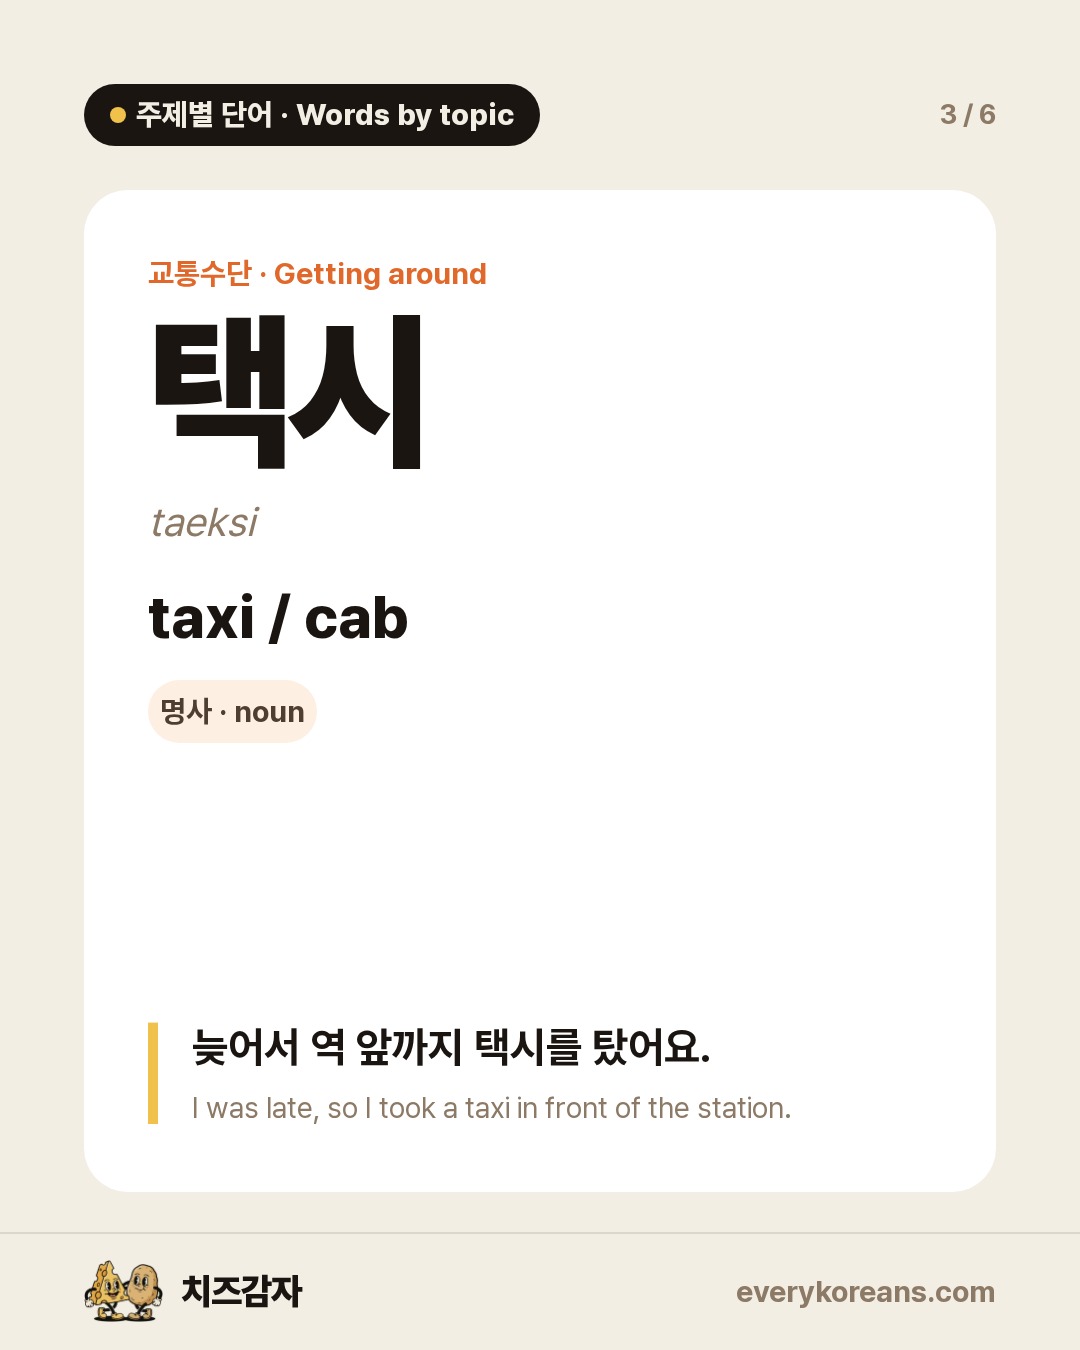 주제별 단어 · Words by topic
3 / 6
교통수단 · Getting around
택시
taeksi
taxi / cab
명사 · noun
늦어서 역 앞까지 택시를 탔어요.
I was late, so I took a taxi in front of the station.
치즈감자
everykoreans.com